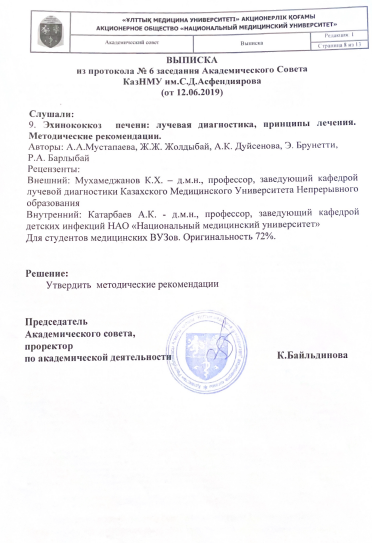 «ҰЛТТЫҚ МЕДИЦИНА УНИВЕРСИТЕТІ» АКЦИОНЕРЛІК ҚОҒАМЫ
АКЦИОНЕРНОЕ ОБЩЕСТВО «НАЦИОНАЛЬНЫЙ МЕДИЦИНСКИЙ УНИВЕРСИТЕТ»
Академический совет
Выписка
Редакция 1
Страница 8 из 13
ВЫПИСКА
из протокола № 6 заседания Академического Совета
КазНМУ им.С.Д.Асфендиярова
(от 12.06.2019)
Слушали:
9. Эхинококкоз печени: лучевая диагностика, принципы лечения.
Методические рекомендации.
Авторы: А.А.Мустапаева, Ж.Ж. Жолдыбай, А.К. Дуйсенова, Э. Брунетти,
Р.А. Барлыбай
Рецензенты:
Внешний: Мухамеджанов К.Х. – д.м.н., профессор, заведующий кафедрой
лучевой диагностики Казахского Медицинского Университета Непрерывного
образования
Внутренний: Катарбаев А.К. - д.м.н., профессор, заведующий кафедрой
детских инфекций НАО «Национальный медицинский университет»
Для студентов медицинских ВУЗов. Оригинальность 72%.
Решение:
Утвердить методические рекомендации
Председатель
Академического совета,
проректор
по академической деятельности К.Байльдинова